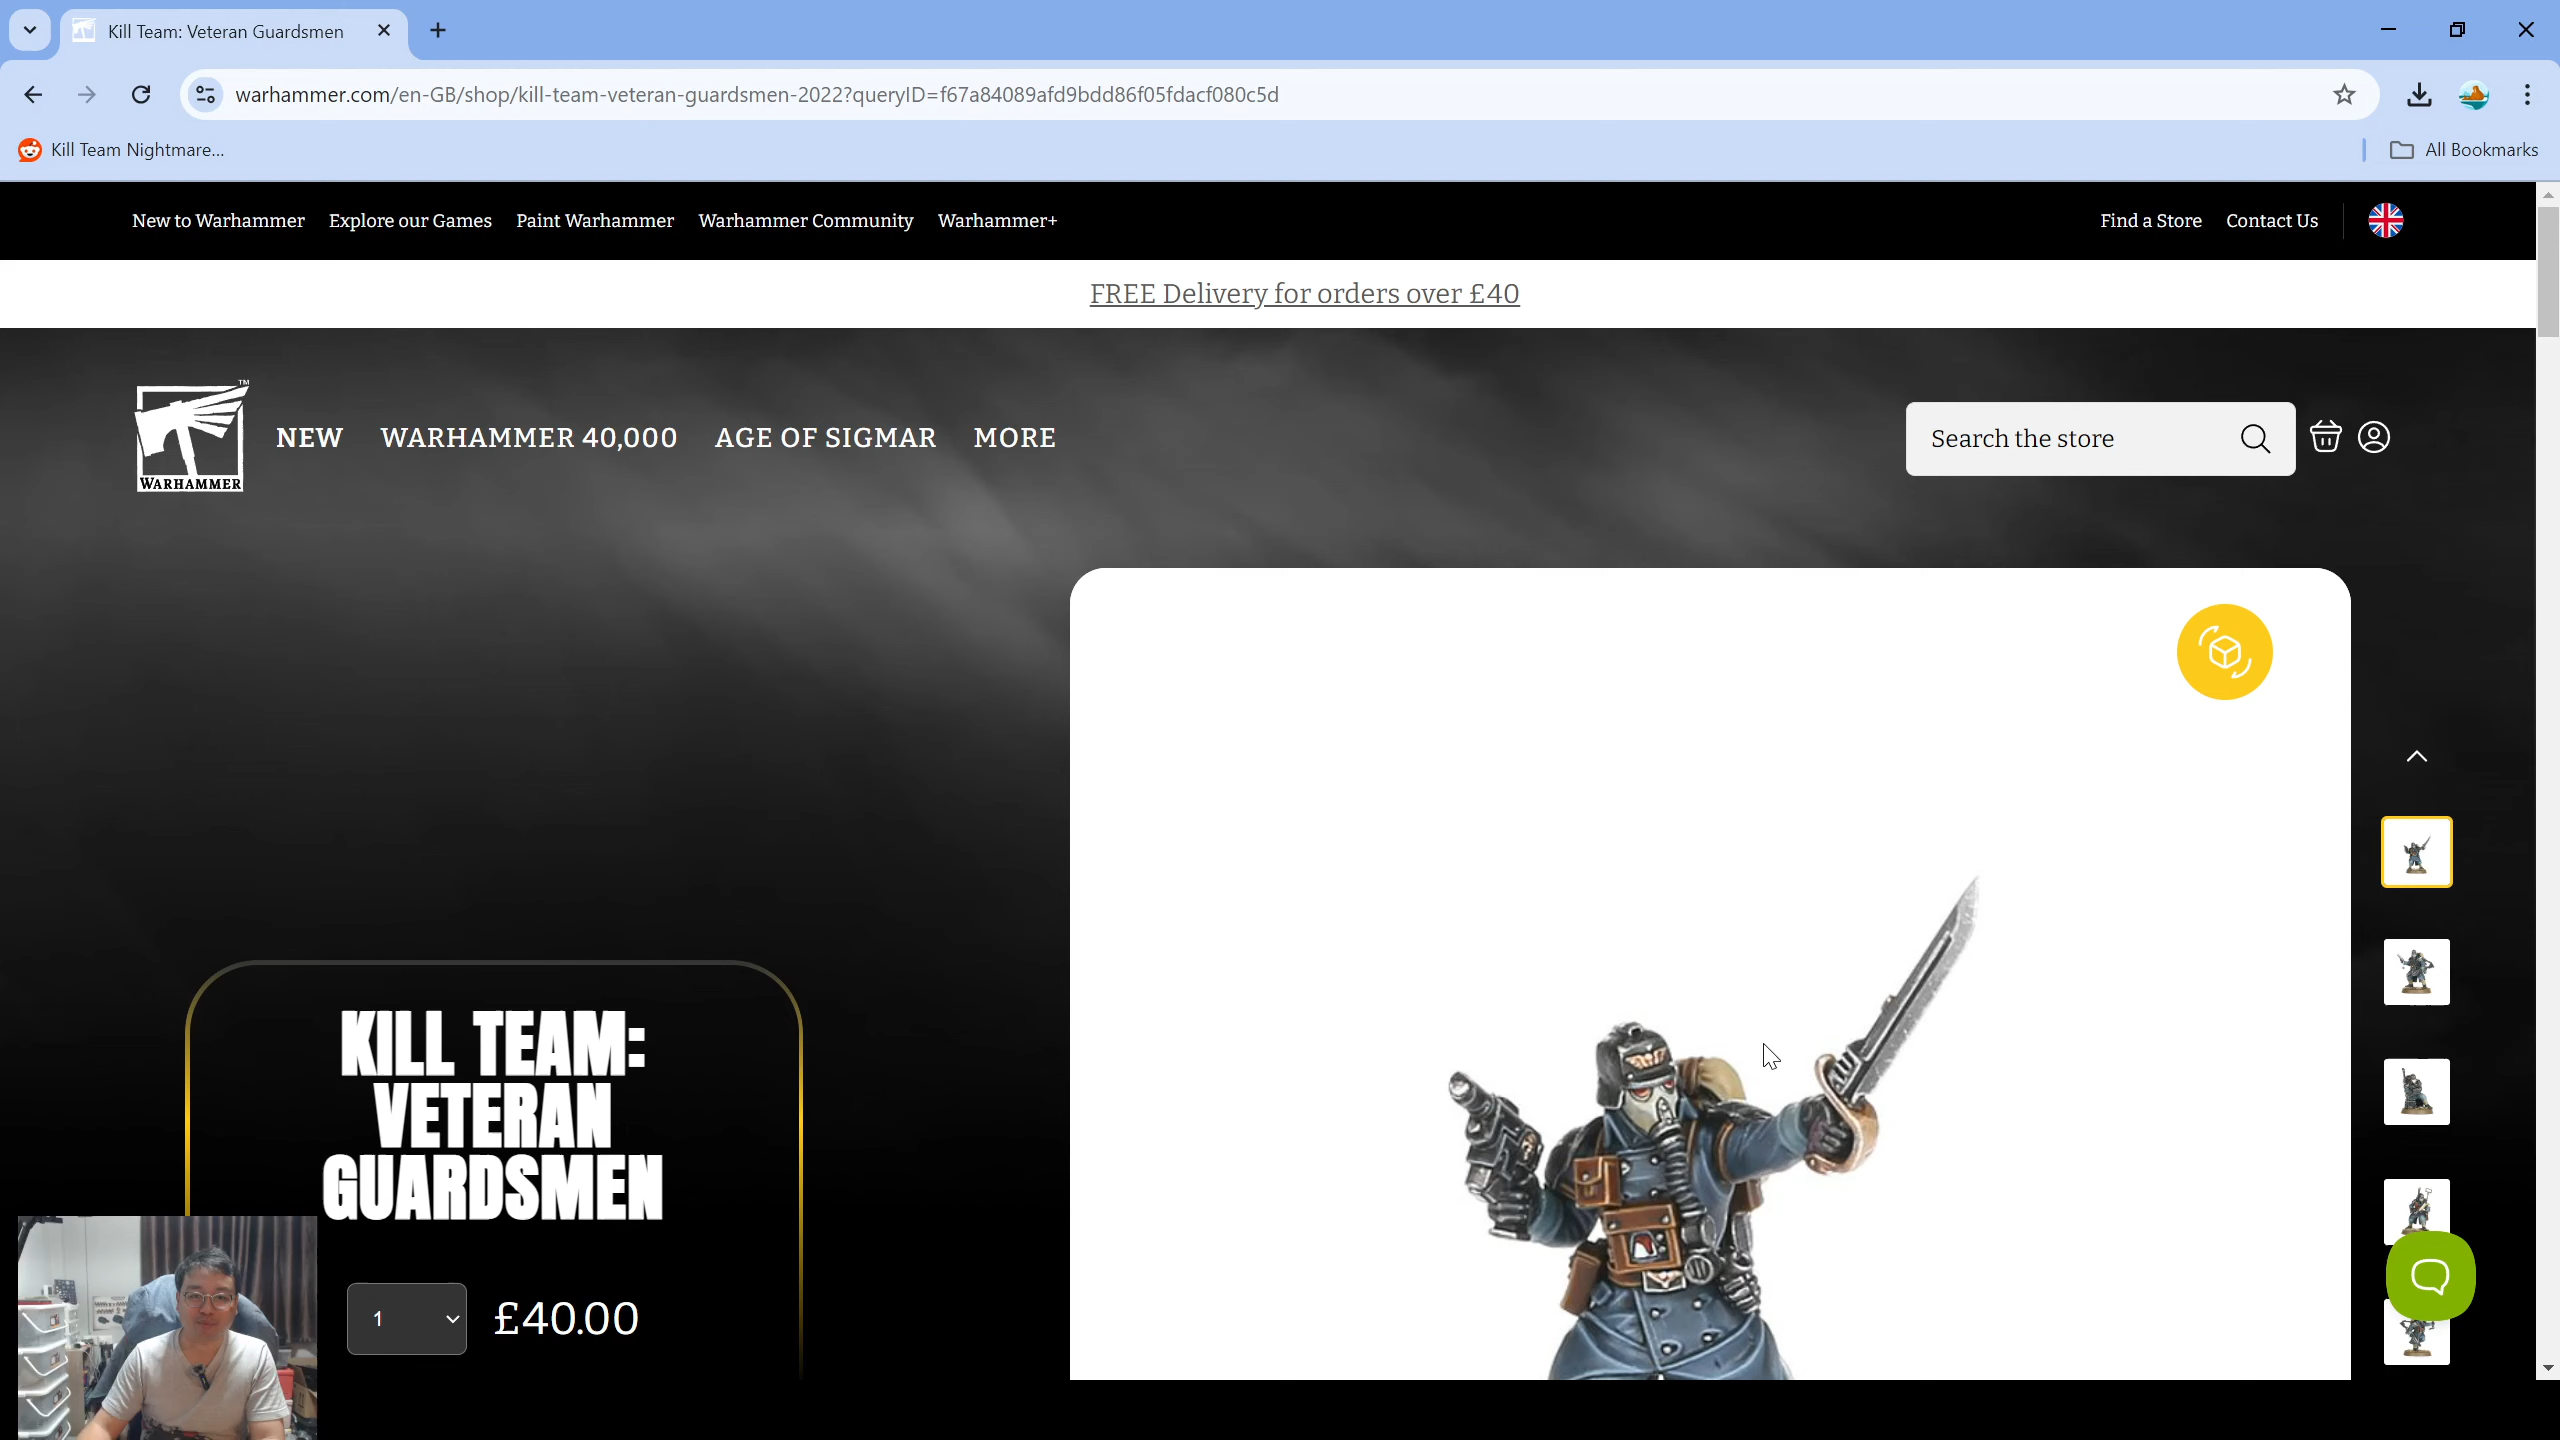 Kill Team: Veteran Guardsmen
warhammer.com/en-GB/shop/kill-team-veteran-guardsmen-2022?queryID=f67a84089afd9bdd86f05fdacf080c5d
Kill Team Nightmare...
All Bookmarks
New to Warhammer Explore our Games Paint Warhammer Warhammer Community Warhammer+ Find a Store Contact Us
FREE Delivery for orders over £40
WARHAMMER
TM
NEW WARHAMMER 40,000 AGE OF SIGMAR MORE
Search the store
KILL TEAM:
VETERAN
GUARDSMEN
1 £40.00